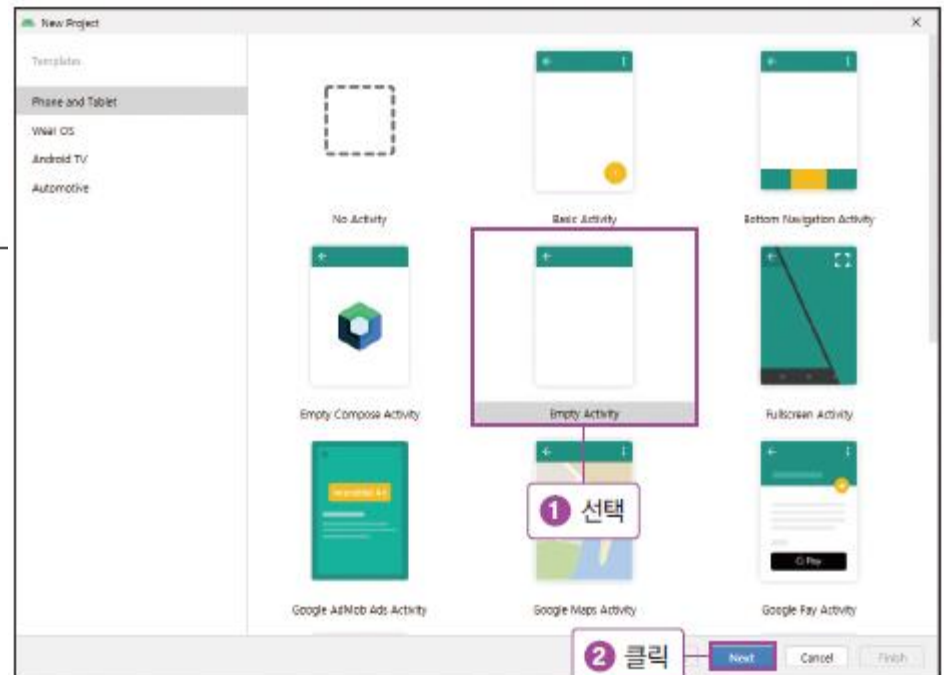 New Project
Templates
Phone and Tablet
Wear OS
Android TV
Automotive
No Activity
Basic Activity
Bottom Navigation Activity
Empty Compose Activity
Empty Activity
Fullscreen Activity
1 선택
G Pay
Google AdMob Ads Activity
Google Maps Activity
Google Pay Activity
2 클릭
Next
Cancel
Finish